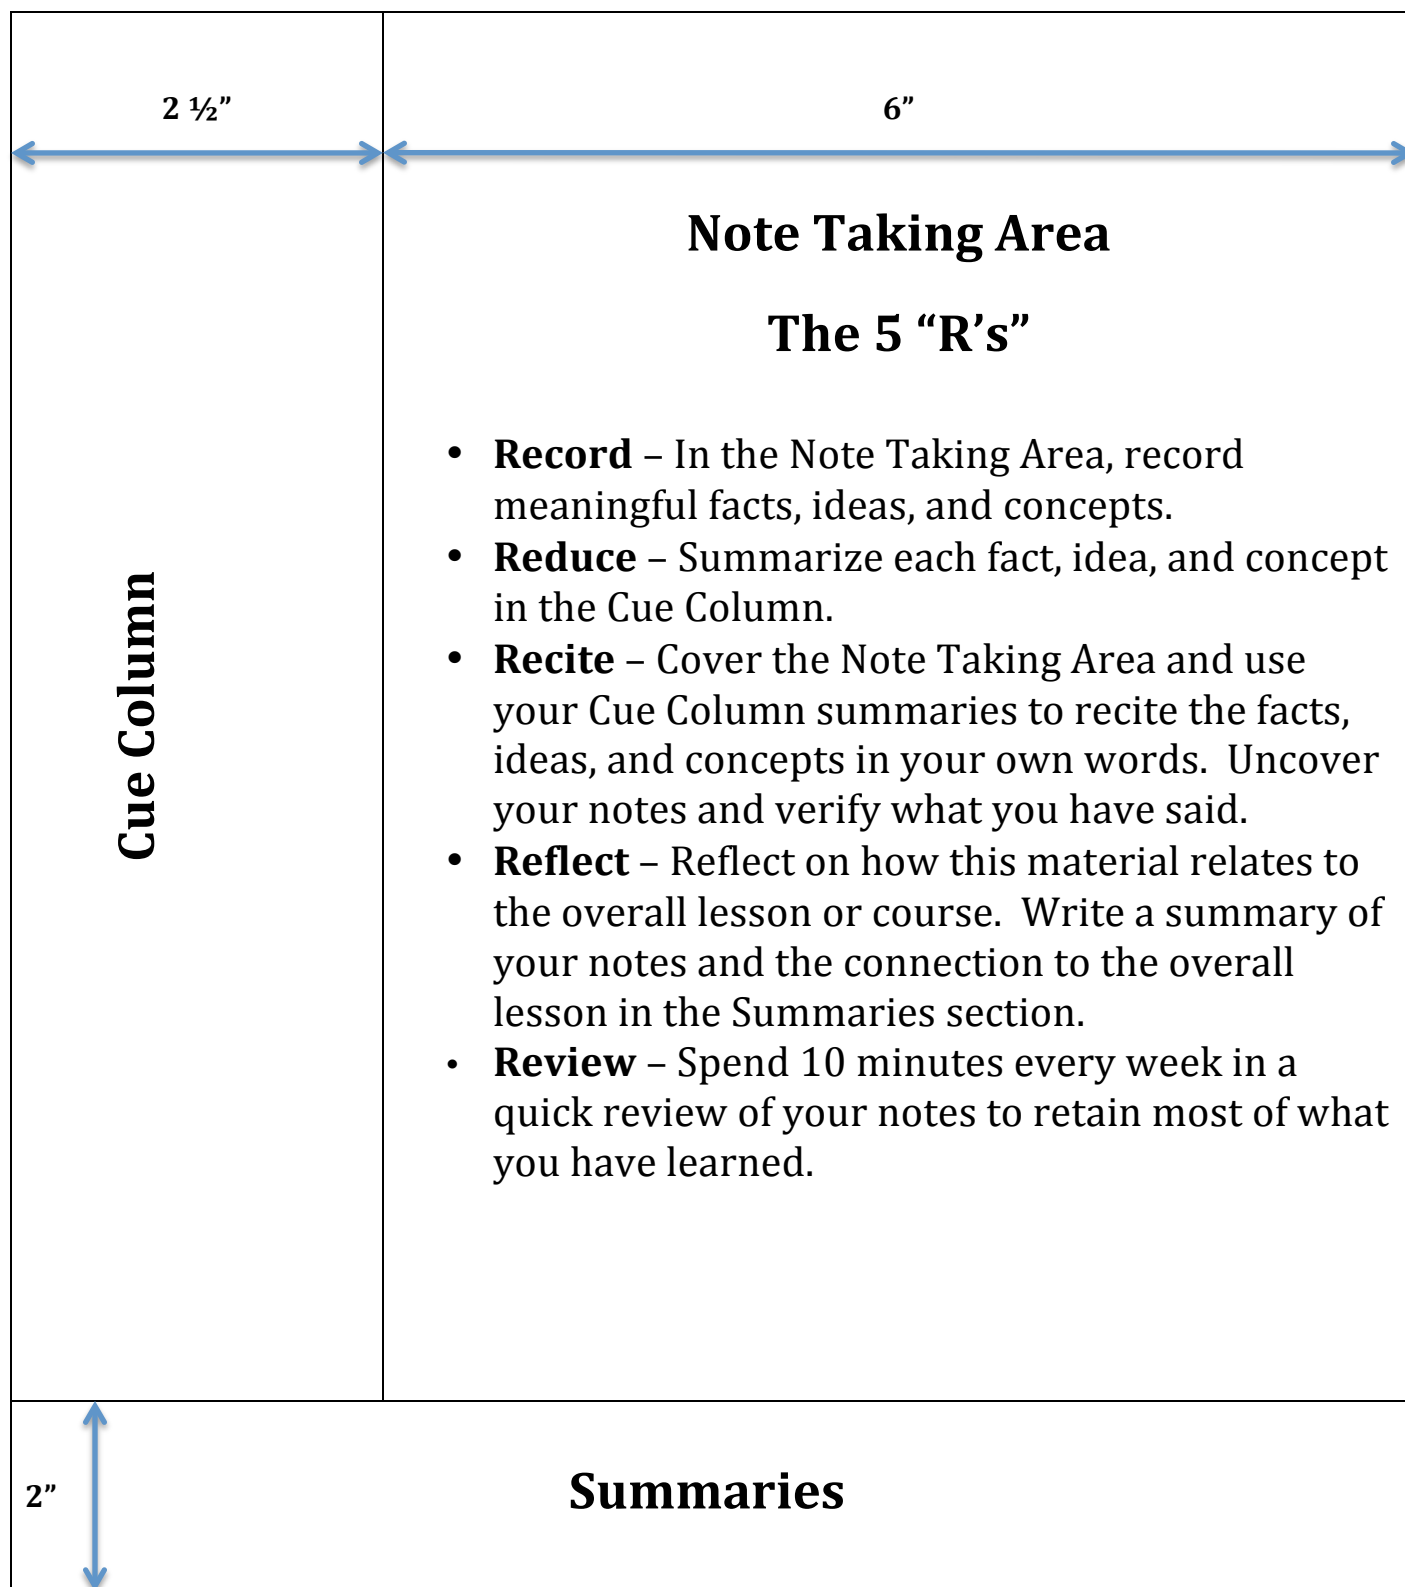 2 ½”
6”
Note Taking Area
The 5 “R’s”
• Record – In the Note Taking Area, record
meaningful facts, ideas, and concepts.
• Reduce – Summarize each fact, idea, and concept
in the Cue Column.
• Recite – Cover the Note Taking Area and use
your Cue Column summaries to recite the facts,
ideas, and concepts in your own words.  Uncover
your notes and verify what you have said.
• Reflect – Reflect on how this material relates to
the overall lesson or course.  Write a summary of
your notes and the connection to the overall
lesson in the Summaries section.
• Review – Spend 10 minutes every week in a
quick review of your notes to retain most of what
you have learned.
Cue Column
2”
Summaries